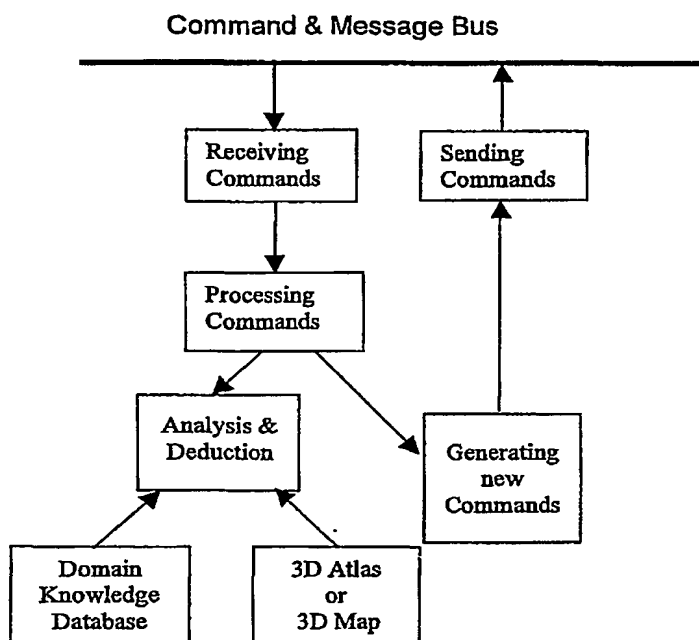 Command & Message Bus
Receiving
Commands
Sending
Commands
Processing
Commands
Analysis &
Deduction
Generating
new
Commands
Domain
Knowledge
Database
3D Atlas
or
3D Map